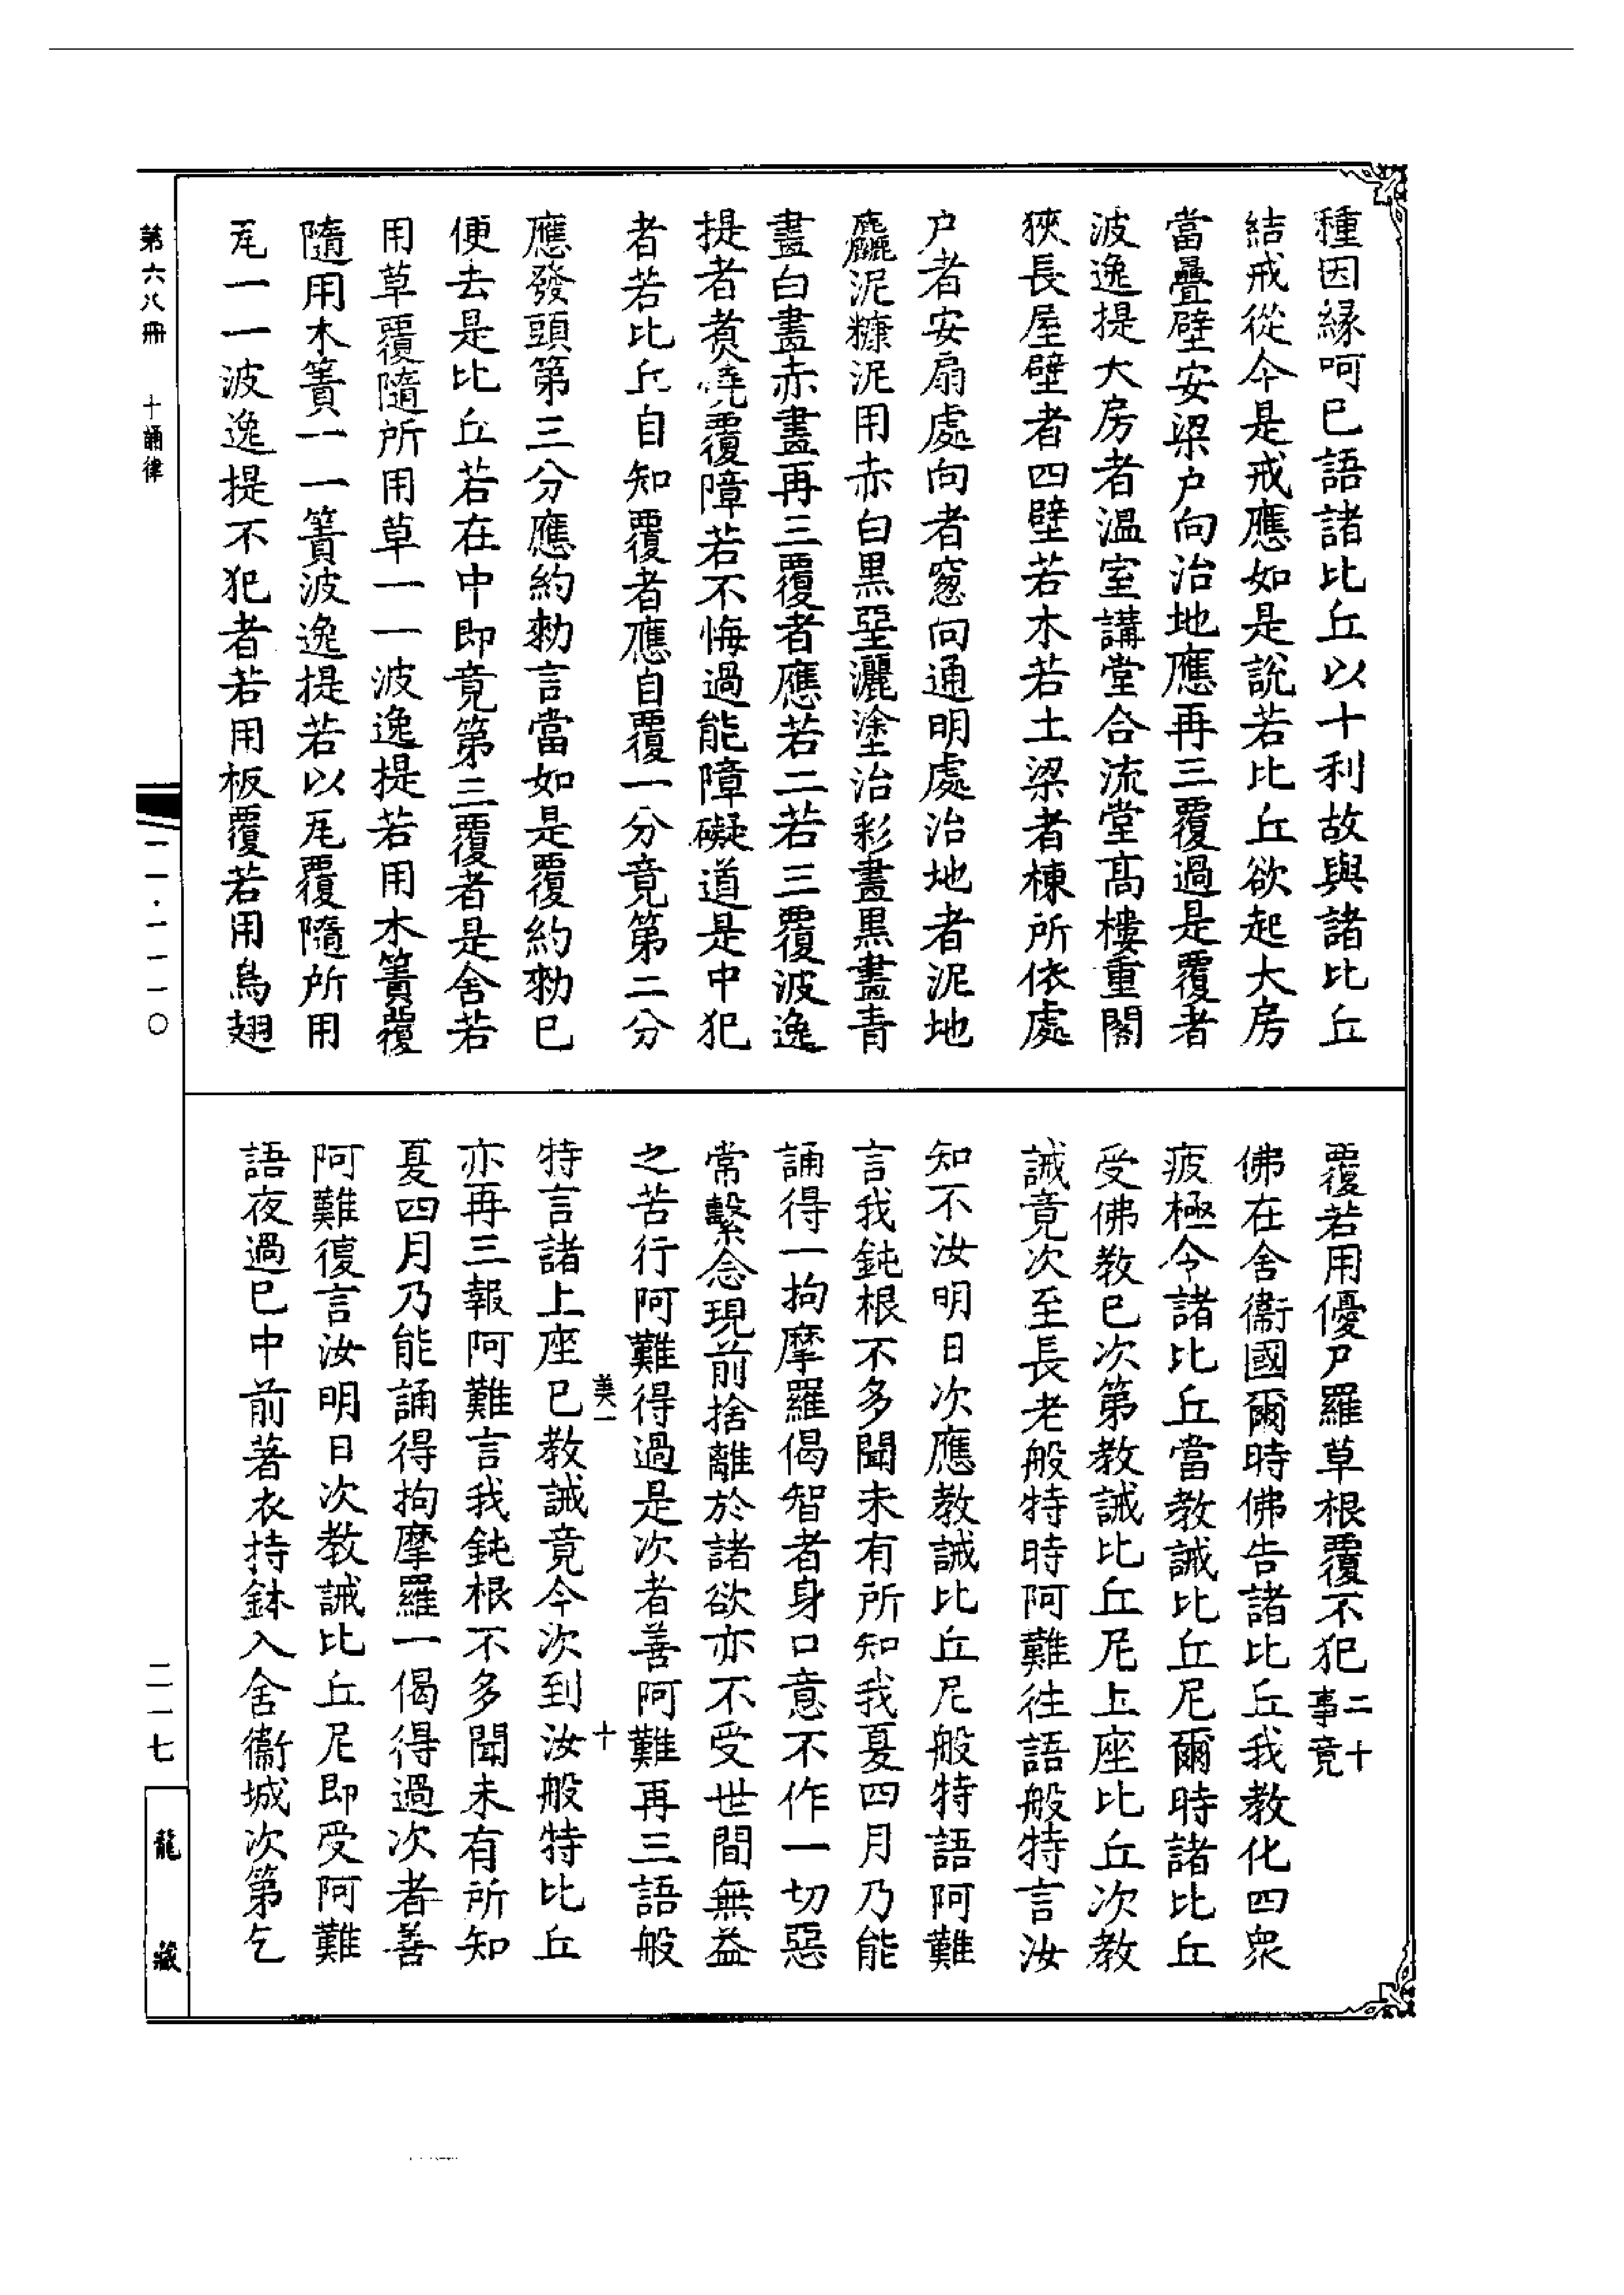 種因緣呵已語諸比丘以十利故與諸比丘
結戒從今是戒應如是説若比丘欲起大房
當疊壁安梁户向治地應再三覆過是覆者
波逸提大房者温室講堂合流堂高樓重閣
狹長屋壁者四壁若木若土梁者棟所依處
户者安扇處向者窻向通明處治地者泥地
麤泥糠泥用赤白黒堊灑塗治彩畫黒畫青
畫白畫赤畫再三覆者應若二若三覆波逸
提者煑燒覆障若不悔過能障礙道是中犯
者若比丘自知覆者應自覆一分竟第二分
應發頭第三分應約勅言當如是覆約勅已
便去是比丘若在中即竟第三覆者是舍若
用草覆隨所用草一一波逸提若用木簀覆
隨用木簀一一簀波逸提若以瓦覆隨所用
瓦一一波逸提不犯者若用板覆若用鳥翅
覆若用優尸羅草根覆不犯二十事竟
佛在舍衞國爾時佛告諸比丘我教化四衆
疲極令諸比丘當教誡比丘尼爾時諸比丘
受佛教已次第教誡比丘尼上座比丘次教
誡竟次至長老般特時阿難往語般特言汝
知不汝明日次應教誡比丘尼般特語阿難
言我鈍根不多聞未有所知我夏四月乃能
誦得一拘摩羅偈智者身口意不作一切惡
常繫念現前捨離於諸欲亦不受世間無益
之苦行阿難得過是次者善阿難再三語般
特言諸上座已教誡竟今次到汝般特比丘
亦再三報阿難言我鈍根不多聞未有所知
夏四月乃能誦得拘摩羅一偈得過次者善
阿難復言汝明日次教誡比丘尼即受阿難
語夜過已中前著衣持鉢入舍衞城次第乞
美一
十
第六八冊
十誦律
一一·一一一〇
二一七
龍藏